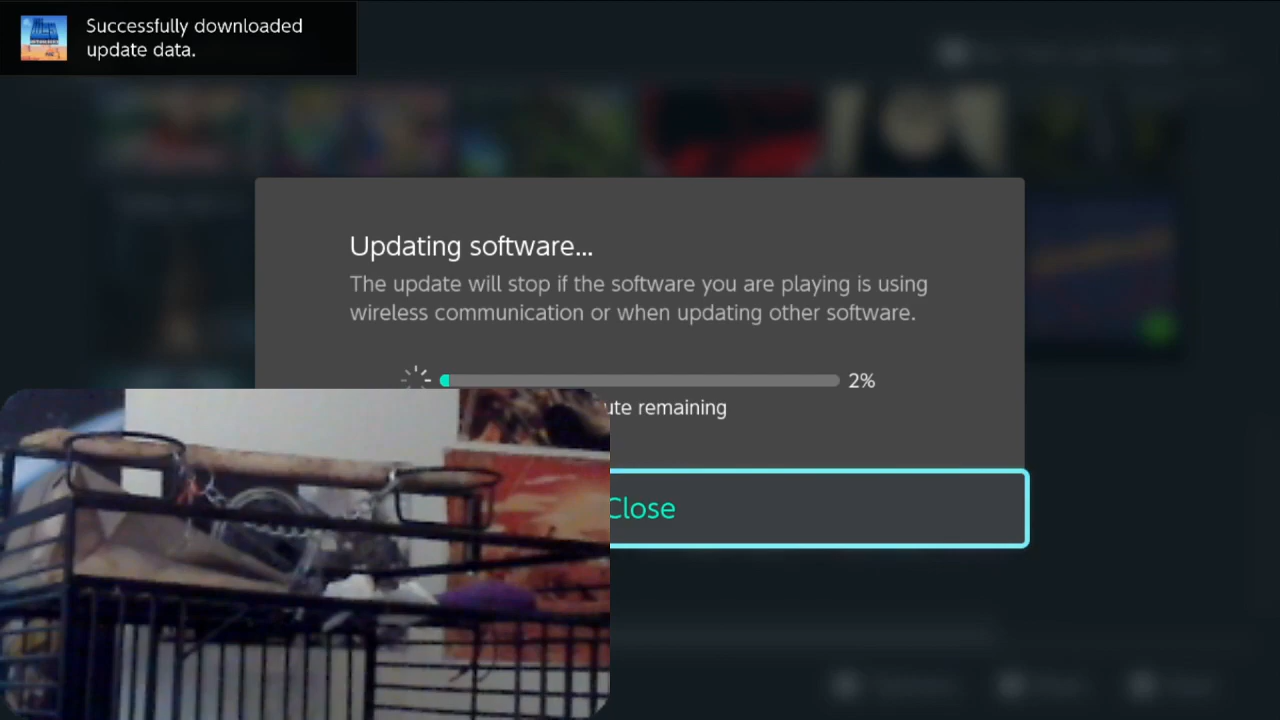 Successfully downloaded
update data.
Updating software...
The update will stop if the software you are playing is using
wireless communication or when updating other software.
2%
remaining
Close